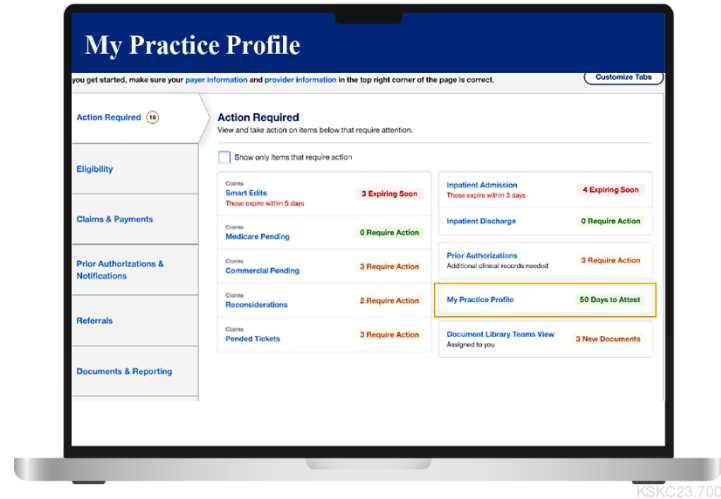 My Practice Profile
you get started, make sure your payer information and provider information in the top right corner of the page is correct.
Customize Tabs
Action Required 18
Eligibility
Claims & Payments
Prior Authorizations &
Notifications
Referrals
Documents & Reporting
Action Required
View and take action on items below that require attention.
Show only items that require action
Claims
Smart Edits
These expire within 5 days
3 Expiring Soon
Claims
Medicare Pending
0 Require Action
Claims
Commercial Pending
3 Require Action
Claims
Reconsiderations
2 Require Action
Claims
Pended Tickets
3 Require Action
Inpatient Admission
These expire within 3 days
4 Expiring Soon
Inpatient Discharge
0 Require Action
Prior Authorizations
Additional clinical records needed
3 Require Action
My Practice Profile
50 Days to Attest
Document Library Teams View
Assigned to you
3 New Documents
KSKC23.700